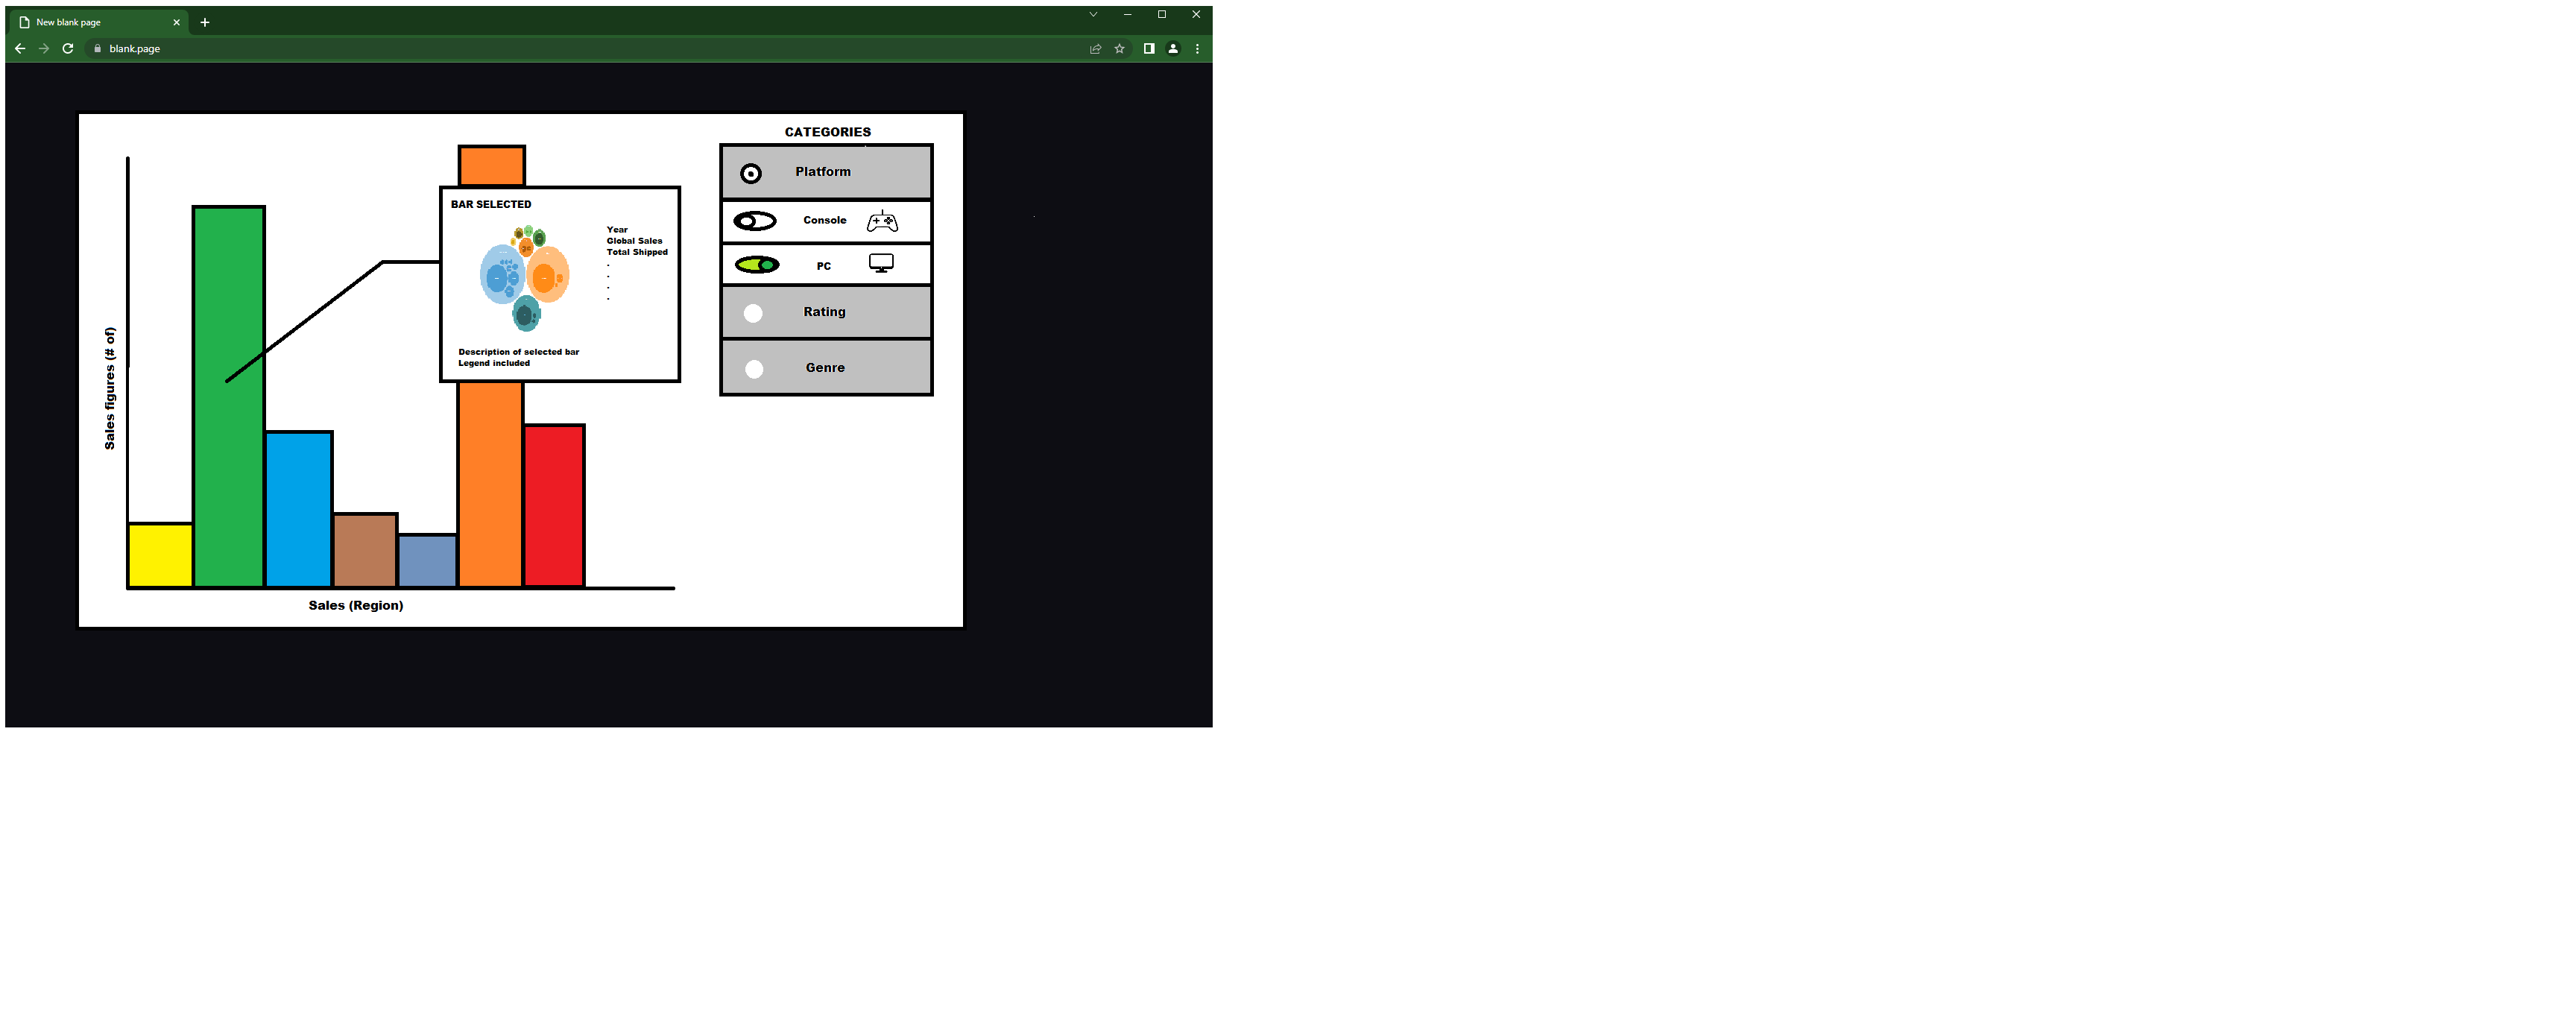 New blank page
blank.page
CATEGORIES
Platform
Console
PC
Rating
Genre
BAR SELECTED
Year
Global Sales
Total Shipped
.
.
.
.
Description of selected bar
Legend included
Sales figures (# of)
Sales (Region)